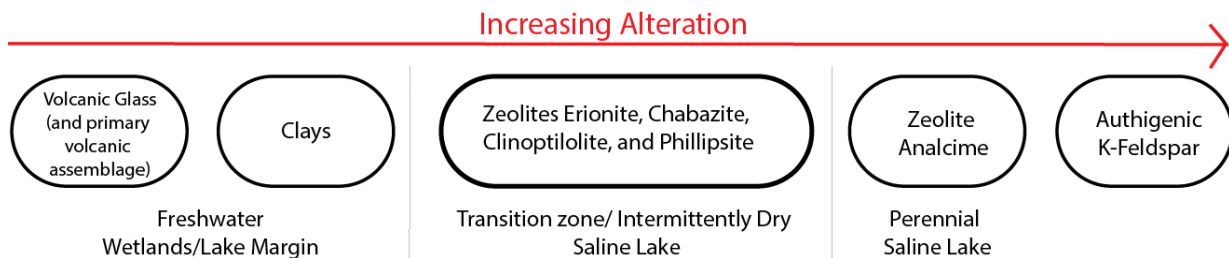 Increasing Alteration
Volcanic Glass
(and primary
volcanic
assemblage)
Clays
Zeolites Erionite, Chabazite,
Clinoptilolite, and Phillipsite
Zeolite
Analcime
Authigenic
K-Feldspar
Freshwater
Wetlands/Lake Margin
Transition zone/ Intermittently Dry
Saline Lake
Perennial
Saline Lake